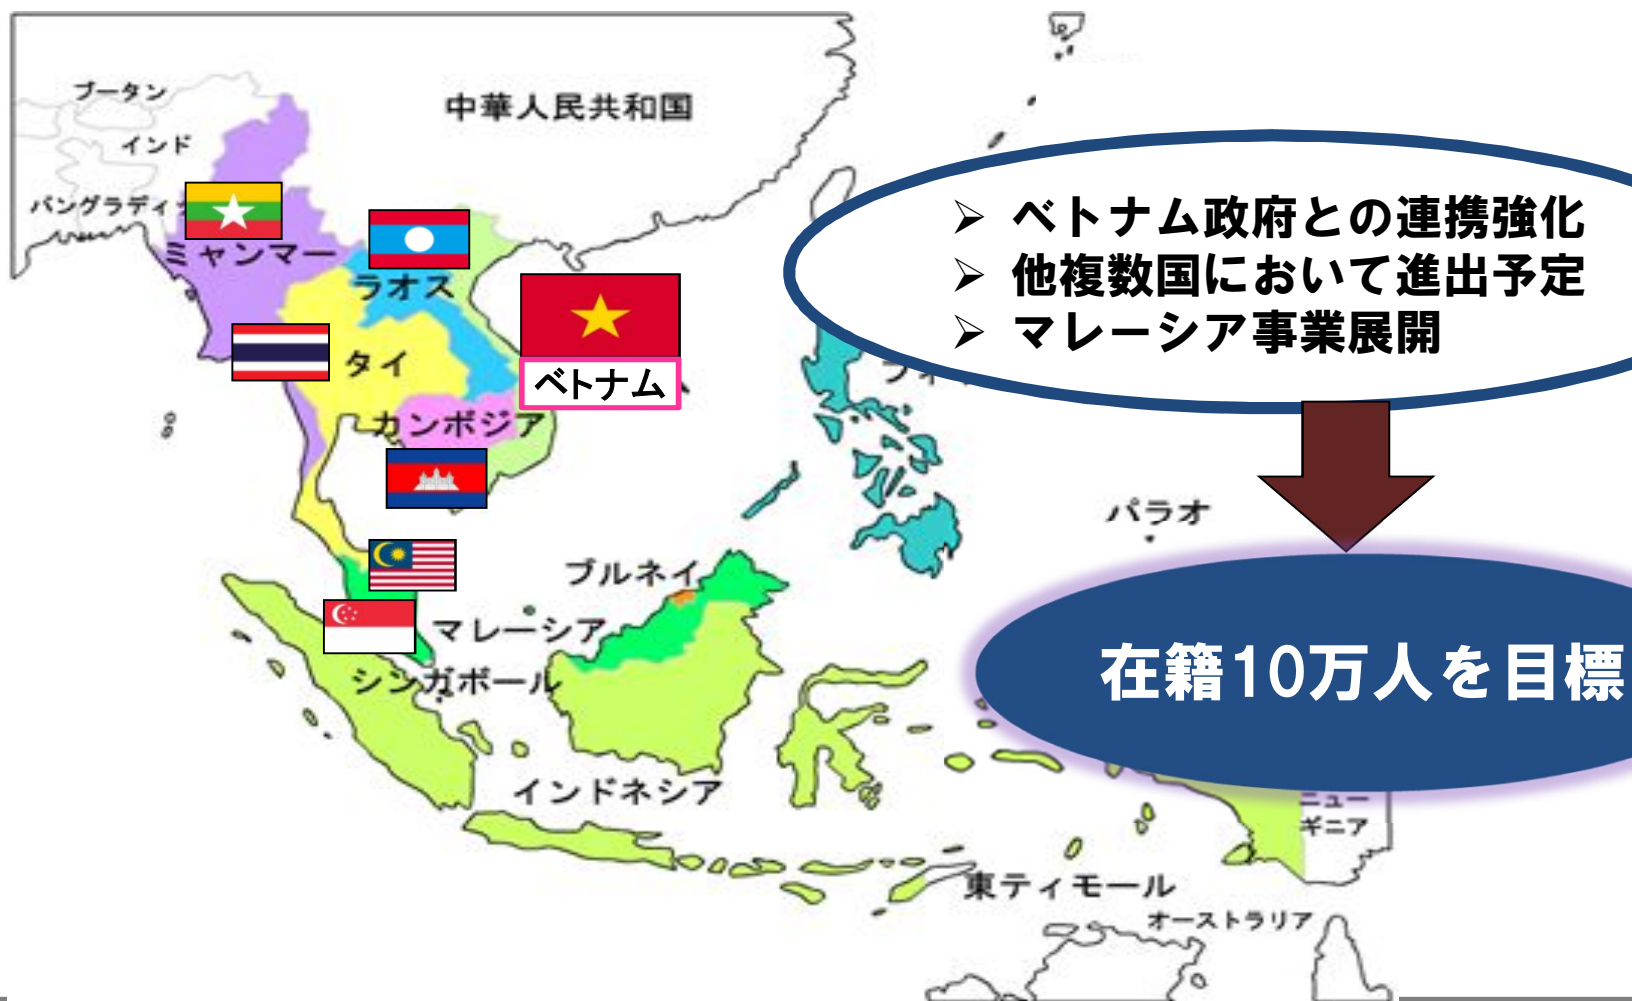 ブータン
中華人民共和国
インド
バングラディ
ミャンマー
ラオス
ベトナム
タイ
カンボジア
➢ ベトナム政府との連携強化
➢ 他複数国において進出予定
➢ マレーシア事業展開
パラオ
ブルネイ
マレーシア
シンガポール
在籍10万人を目標
インドネシア
ニュー
ギニア
東ティモール
オーストラリア